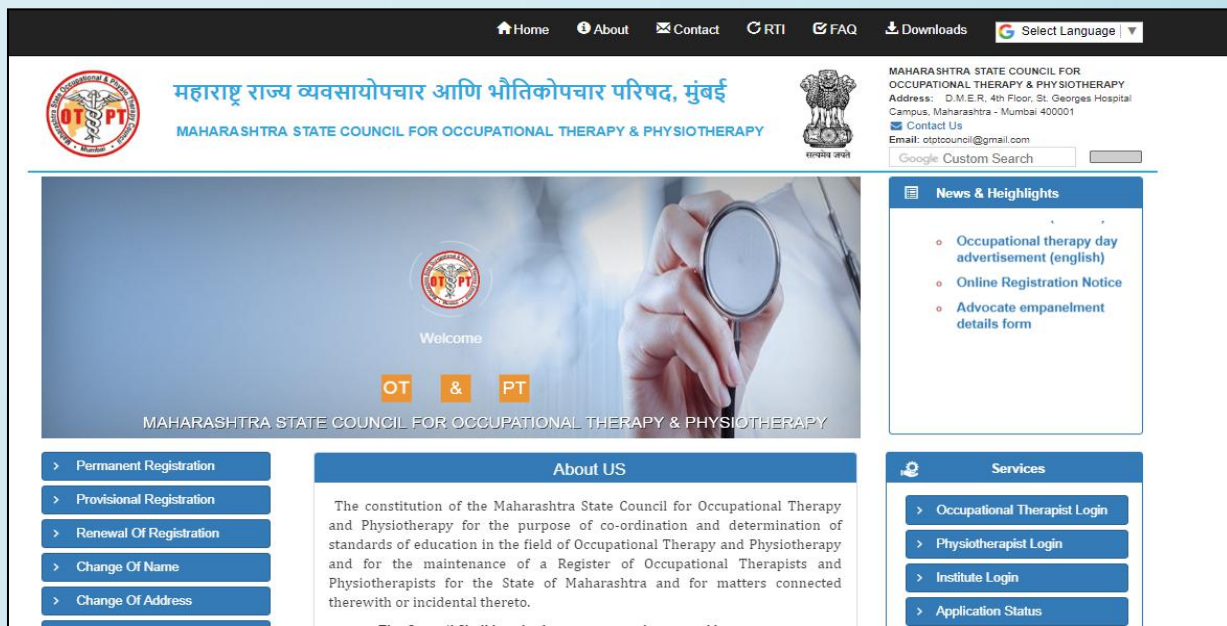 Home About Contact RTI FAQ Downloads Select Language ▼
महाराष्ट्र राज्य व्यवसायोपचार आणि भौतिकोपचार परिषद, मुंबई
MAHARASHTRA STATE COUNCIL FOR OCCUPATIONAL THERAPY & PHYSIOTHERAPY
OT PT
Mumbai
सत्यमेव जयते
MAHARASHTRA STATE COUNCIL FOR
OCCUPATIONAL THERAPY & PHYSIOTHERAPY
Address: D.M.E.R, 4th Floor, St. Georges Hospital
Campus, Maharashtra - Mumbai 400001
Contact Us
Email: otptcouncil@gmail.com
Google Custom Search
OT PT
Welcome
OT & PT
MAHARASHTRA STATE COUNCIL FOR OCCUPATIONAL THERAPY & PHYSIOTHERAPY
News & Heighlights
Occupational therapy day
advertisement (english)
Online Registration Notice
Advocate empanelment
details form
Permanent Registration
Provisional Registration
Renewal Of Registration
Change Of Name
Change Of Address
About US
The constitution of the Maharashtra State Council for Occupational Therapy
and Physiotherapy for the purpose of co-ordination and determination of
standards of education in the field of Occupational Therapy and Physiotherapy
and for the maintenance of a Register of Occupational Therapists and
Physiotherapists for the State of Maharashtra and for matters connected
therewith or incidental thereto.
Services
Occupational Therapist Login
Physiotherapist Login
Institute Login
Application Status